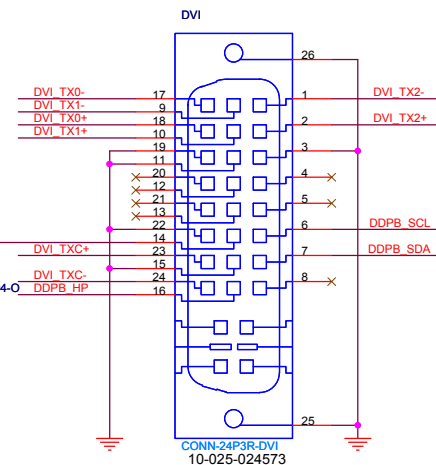 DVI
26
DVI_TX0- 17 1 DVI_TX2-
DVI_TX1- 9
DVI_TX0+ 18 2 DVI_TX2+
DVI_TX1+ 10
19 3
11
20 4
12
21 5
13
22 6 DDPB_SCL
14
DVI_TXC+ 23 7 DDPB_SDA
15
DVI_TXC- 24 8
4-O DDPB_HP 16
25
CONN-24P3R-DVI
10-025-024573